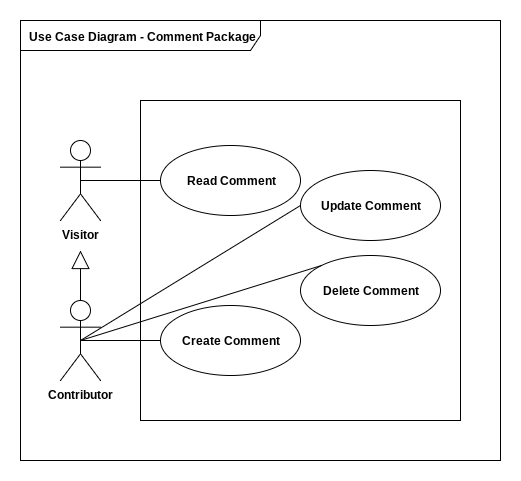 Use Case Diagram - Comment Package
Read Comment
Update Comment
Visitor
Delete Comment
Create Comment
Contributor